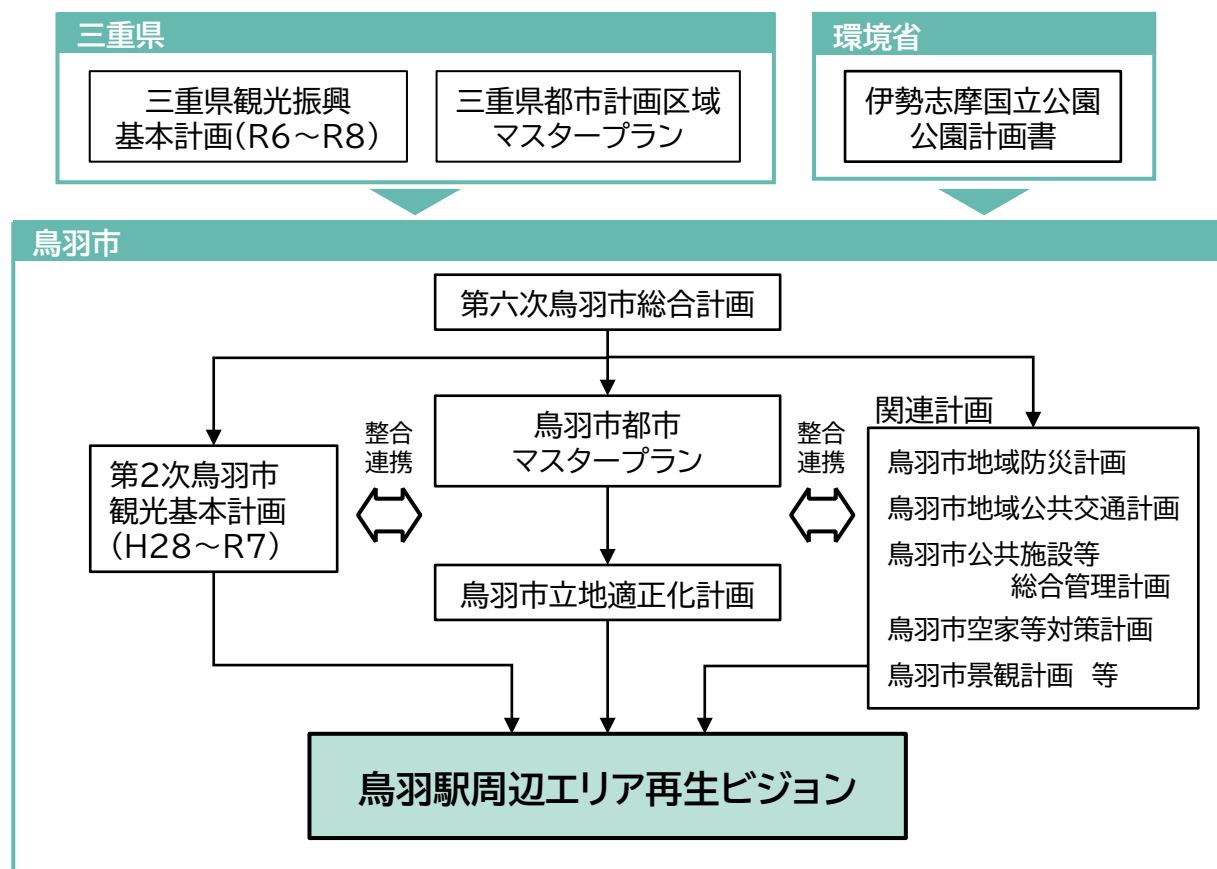 三重県
三重県観光振興
基本計画(R6～R8)
三重県都市計画区域
マスタープラン
環境省
伊勢志摩国立公園
公園計画書
鳥羽市
第六次鳥羽市総合計画
第2次鳥羽市
観光基本計画
(H28～R7)
整合
連携
鳥羽市都市
マスタープラン
整合
連携
関連計画
鳥羽市地域防災計画
鳥羽市地域公共交通計画
鳥羽市公共施設等
総合管理計画
鳥羽市空家等対策計画
鳥羽市景観計画 等
鳥羽市立地適正化計画
鳥羽駅周辺エリア再生ビジョン